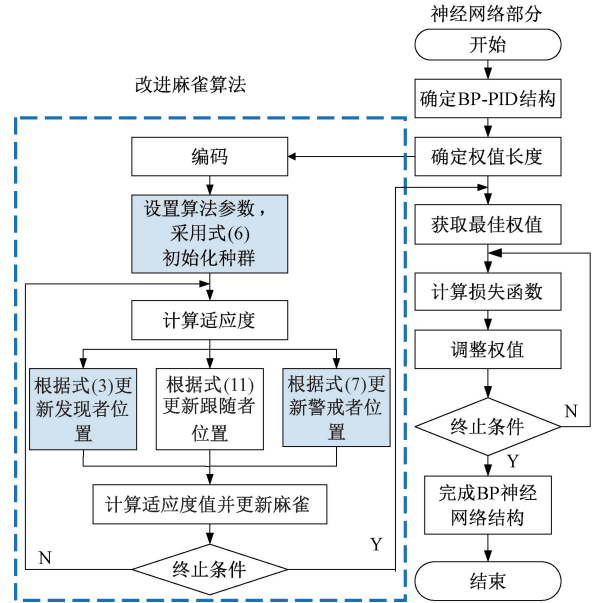 神经网络部分
开始
确定BP-PID结构
确定权值长度
获取最佳权值
计算损失函数
调整权值
终止条件
N
Y
完成BP神经
网络结构
结束
改进麻雀算法
编码
设置算法参数，
采用式(6)
初始化种群
计算适应度
根据式(3)更
新发现者位
置
根据式(11)
更新跟随者
位置
根据式(7)更
新警戒者位
置
计算适应度值并更新麻雀
终止条件
N
Y